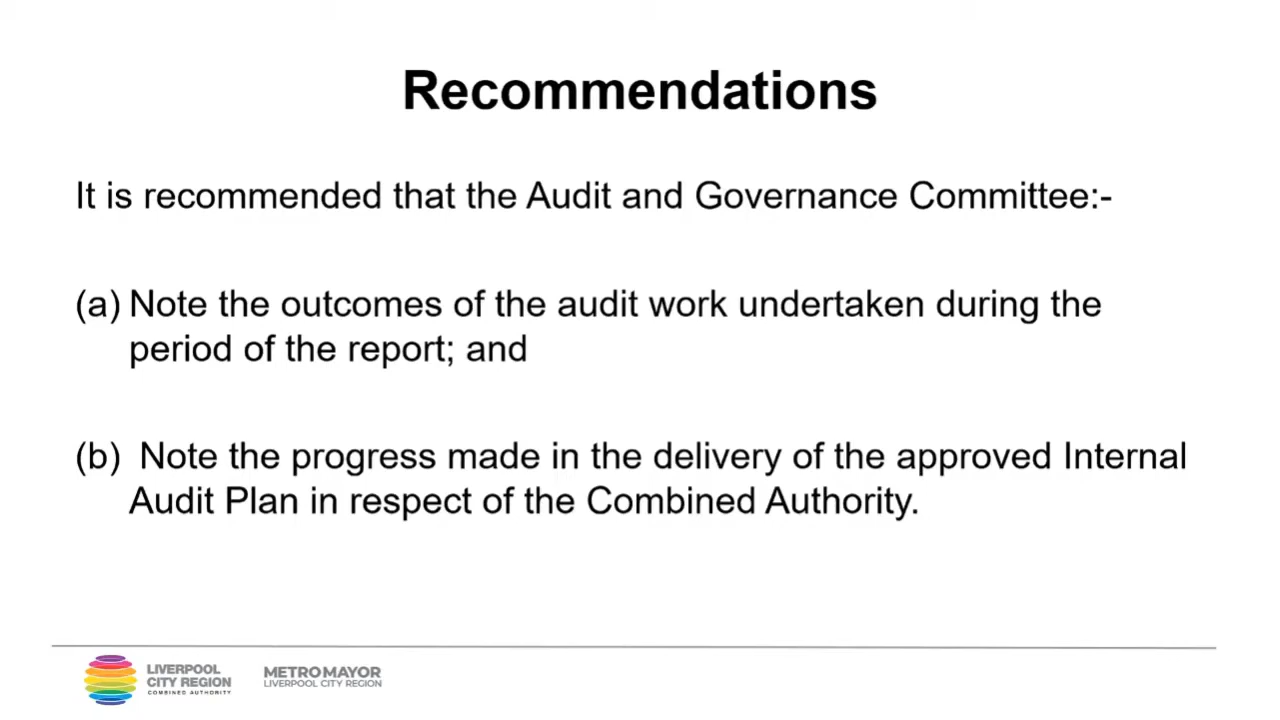 Recommendations
It is recommended that the Audit and Governance Committee:-
(a) Note the outcomes of the audit work undertaken during the
period of the report; and
(b) Note the progress made in the delivery of the approved Internal
Audit Plan in respect of the Combined Authority.
LIVERPOOL
CITY REGION
COMBINED AUTHORITY
METRO MAYOR
LIVERPOOL CITY REGION